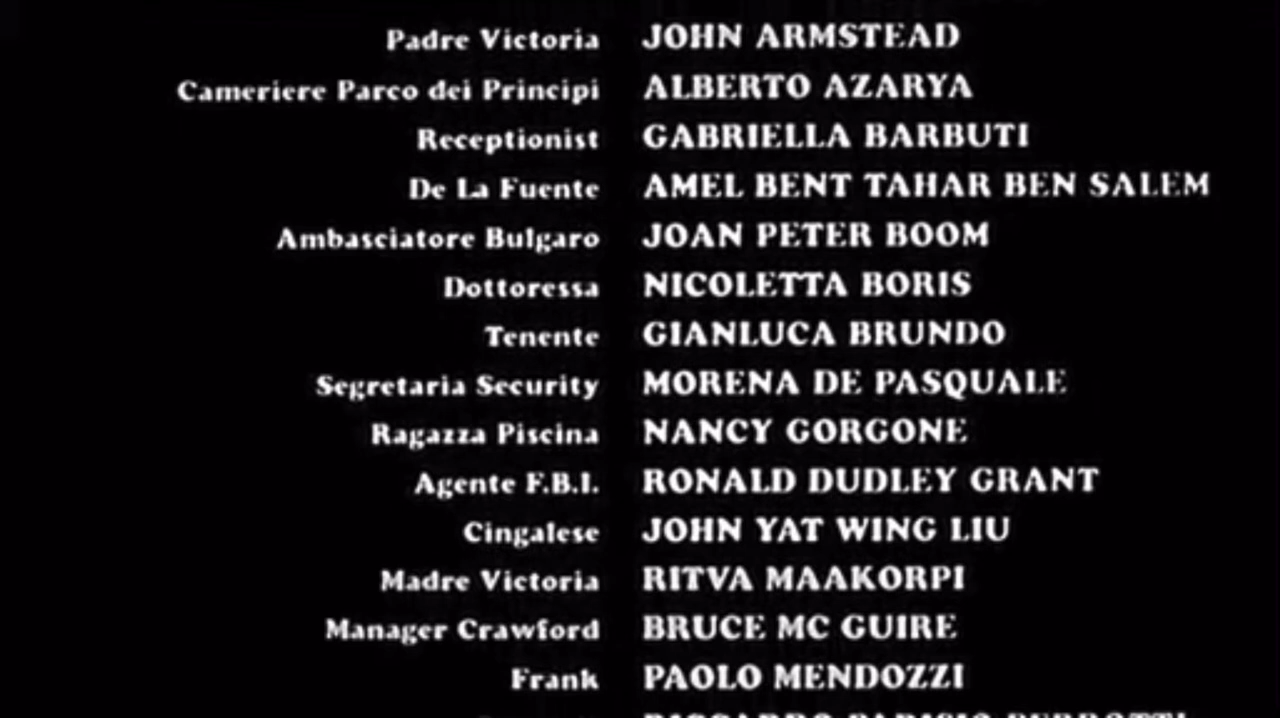 Padre Victoria JOHN ARMSTEAD
Cameriere Parco dei Principi ALBERTO AZARYA
Receptionist GABRIELLA BARBUTI
De La Fuente AMEL BENT TAHAR BEN SALEM
Ambasciatore Bulgaro JOAN PETER BOOM
Dottoressa NICOLETTA BORIS
Tenente GIANLUCA BRUNDO
Segretaria Security MORENA DE PASQUALE
Ragazza Piscina NANCY GORGONE
Agente F.B.I. RONALD DUDLEY GRANT
Cingalese JOHN YAT WING LIU
Madre Victoria RITVA MAAKORPI
Manager Crawford BRUCE MC GUIRE
Frank PAOLO MENDOZZI